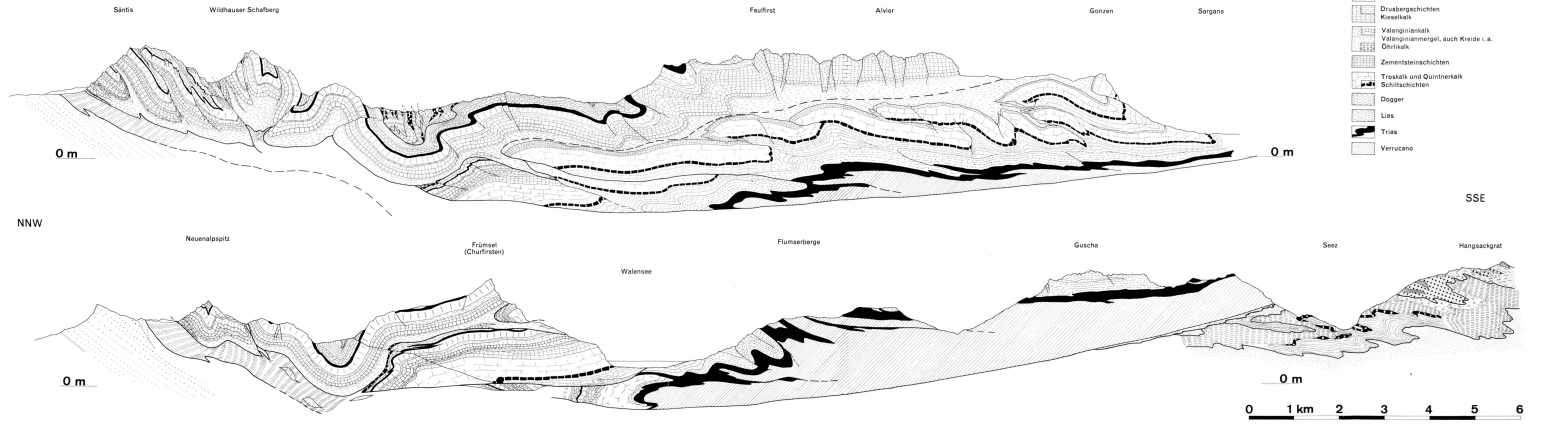 Säntis
Wildhauser Schafberg
Faulfirst
Alvier
Gonzen
Sargans
Drusbergschichten
Kieselkalk
Valanginiankalk
Valanginianmergel, auch Kreide i. a.
Öhrlikalk
Zementsteinschichten
Troskalk und Quintnerkalk
Schiltschichten
Dogger
Lias
Trias
Verrucano
0 m
0 m
NNW
SSE
Neuenalpspitz
Frümsel
(Churfirsten)
Walensee
Flumserberge
Guscha
Seez
Hangsackgrat
0 m
0 m
0 1 km 2 3 4 5 6